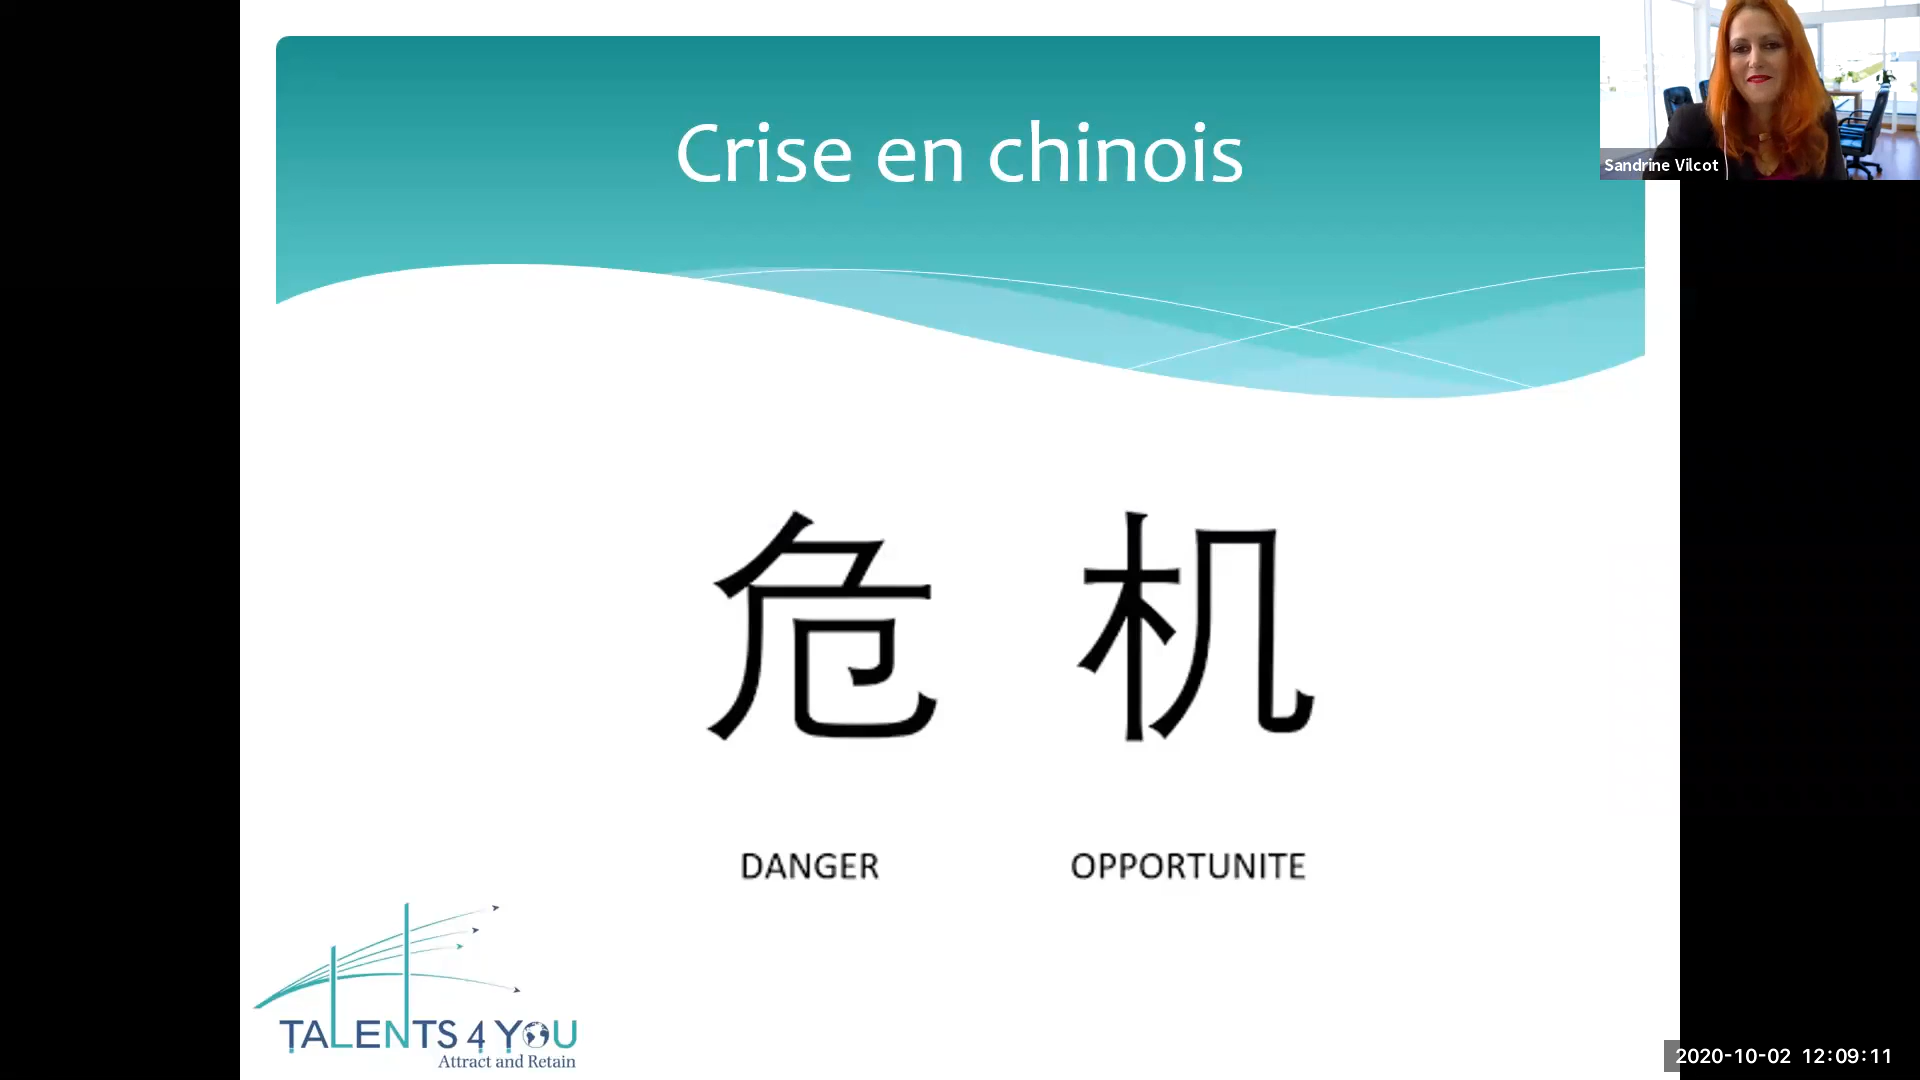 Crise en chinois
Sandrine Vilcot
危 机
DANGER OPPORTUNITE
TALENTS 4 YOU
Attract and Retain
2020-10-02 12:09:11